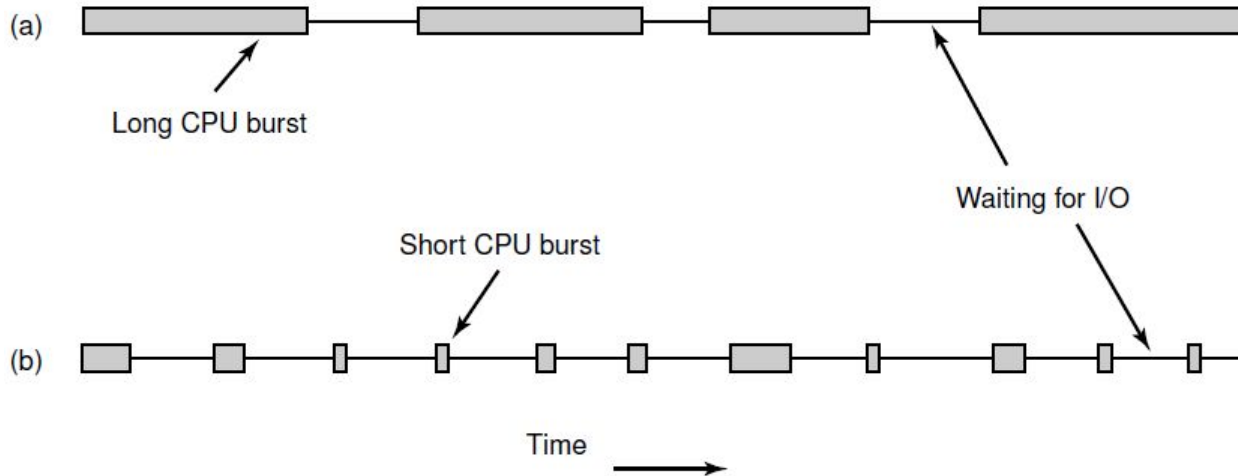 (a)
Long CPU burst
Waiting for I/O
Short CPU burst
(b)
Time